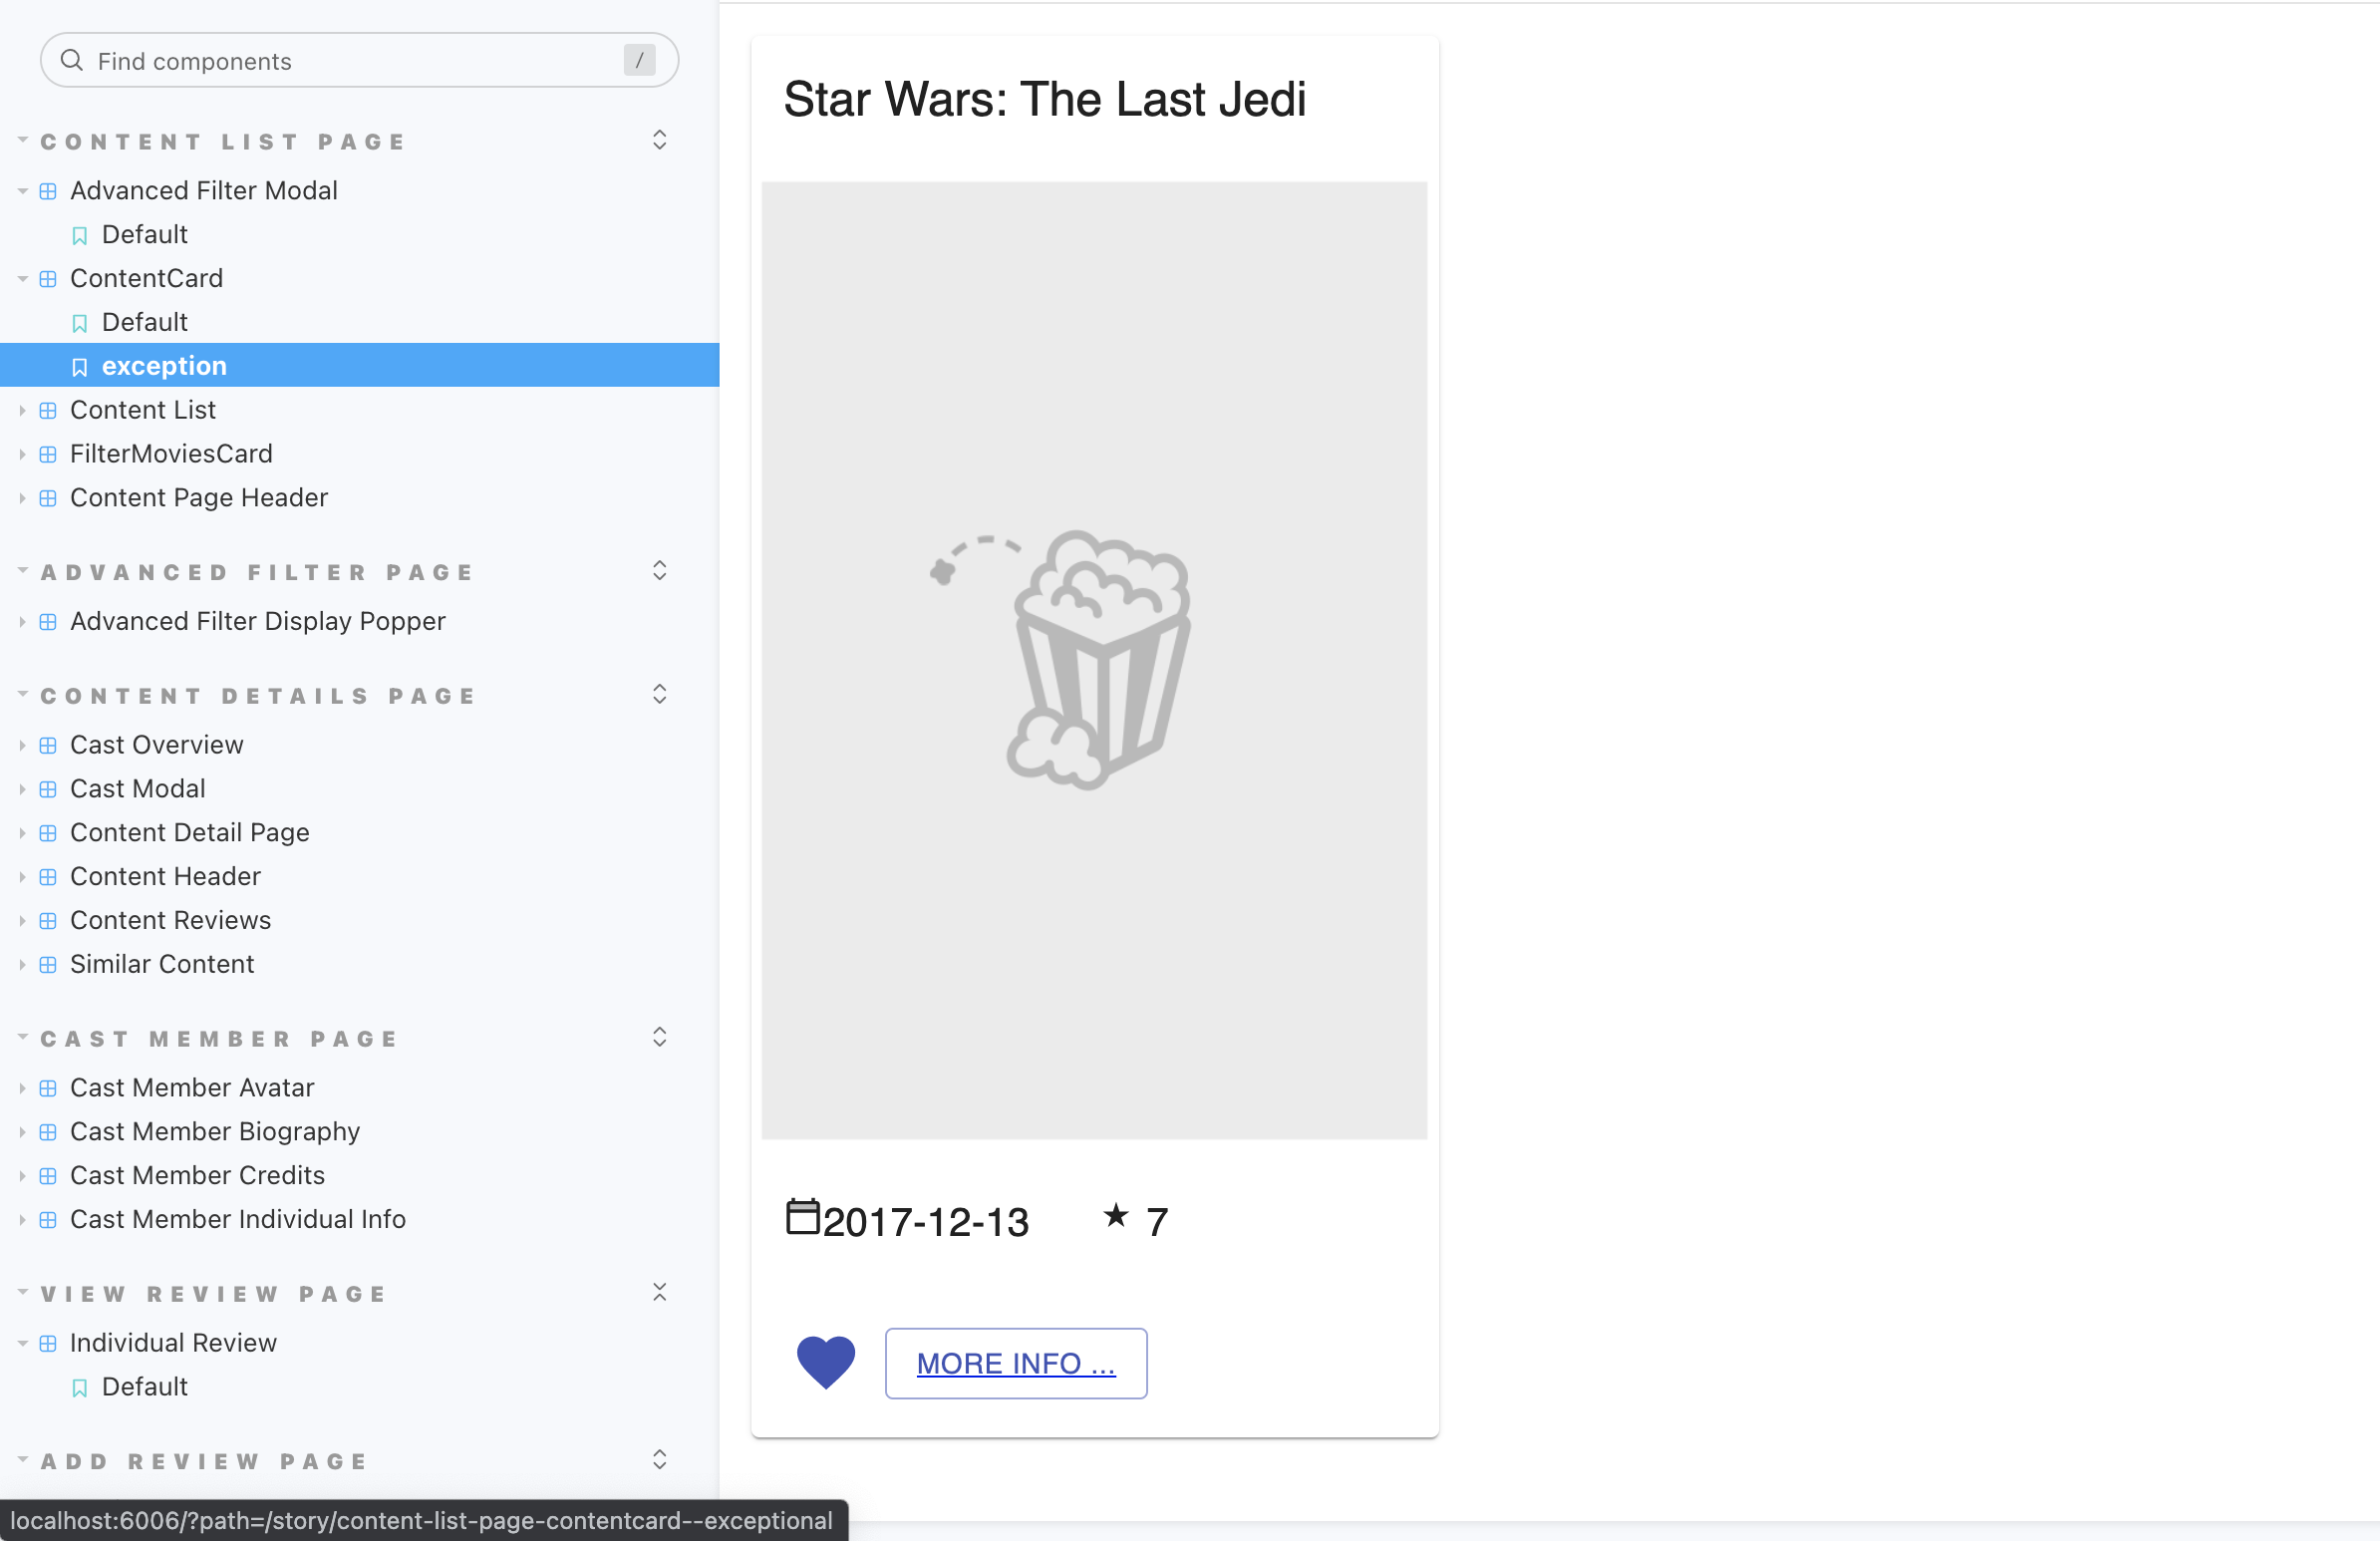 Find components /
CONTENT LIST PAGE
Advanced Filter Modal
Default
ContentCard
Default
exception
Content List
FilterMoviesCard
Content Page Header
ADVANCED FILTER PAGE
Advanced Filter Display Popper
CONTENT DETAILS PAGE
Cast Overview
Cast Modal
Content Detail Page
Content Header
Content Reviews
Similar Content
CAST MEMBER PAGE
Cast Member Avatar
Cast Member Biography
Cast Member Credits
Cast Member Individual Info
VIEW REVIEW PAGE
Individual Review
Default
ADD REVIEW PAGE
localhost:6006/?path=/story/content-list-page-contentcard--exceptional
Star Wars: The Last Jedi
2017-12-13 ★ 7
MORE INFO ...